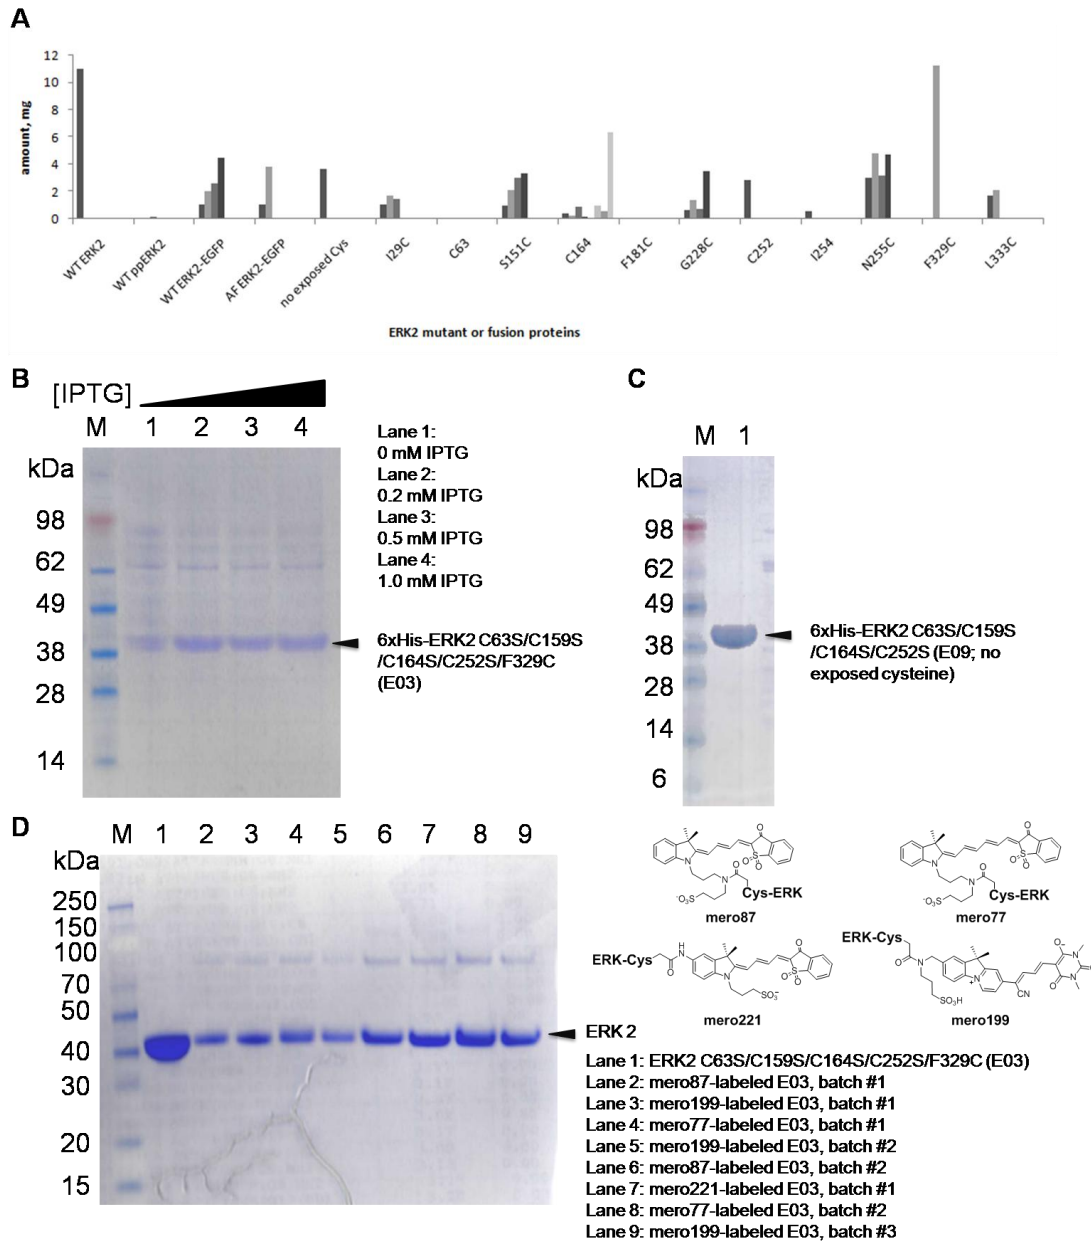 A
12
10
8
6
4
2
0
amount, mg
WT ERK2
WT ppERK2
WT ERK2-EGFP
AF ERK2-EGFP
no exposed Cys
I29C
C63
S151C
C164
F181C
G228C
C252
I254
N255C
F329C
L333C
ERK2 mutant or fusion proteins
B
[IPTG]
M 1 2 3 4
kDa
98
62
49
38
28
14
Lane 1:
0 mM IPTG
Lane 2:
0.2 mM IPTG
Lane 3:
0.5 mM IPTG
Lane 4:
1.0 mM IPTG
6xHis-ERK2 C63S/C159S
/C164S/C252S/F329C
(E03)
C
M 1
kDa
98
62
49
38
28
14
6
6xHis-ERK2 C63S/C159S
/C164S/C252S (E09; no
exposed cysteine)
D
M 1 2 3 4 5 6 7 8 9
kDa
250
150
100
70
50
40
30
20
15
Cys-ERK
mero87
Cys-ERK
mero77
ERK-Cys
mero221
ERK-Cys
mero199
ERK 2
Lane 1: ERK2 C63S/C159S/C164S/C252S/F329C (E03)
Lane 2: mero87-labeled E03, batch #1
Lane 3: mero199-labeled E03, batch #1
Lane 4: mero77-labeled E03, batch #1
Lane 5: mero199-labeled E03, batch #2
Lane 6: mero87-labeled E03, batch #2
Lane 7: mero221-labeled E03, batch #1
Lane 8: mero77-labeled E03, batch #2
Lane 9: mero199-labeled E03, batch #3